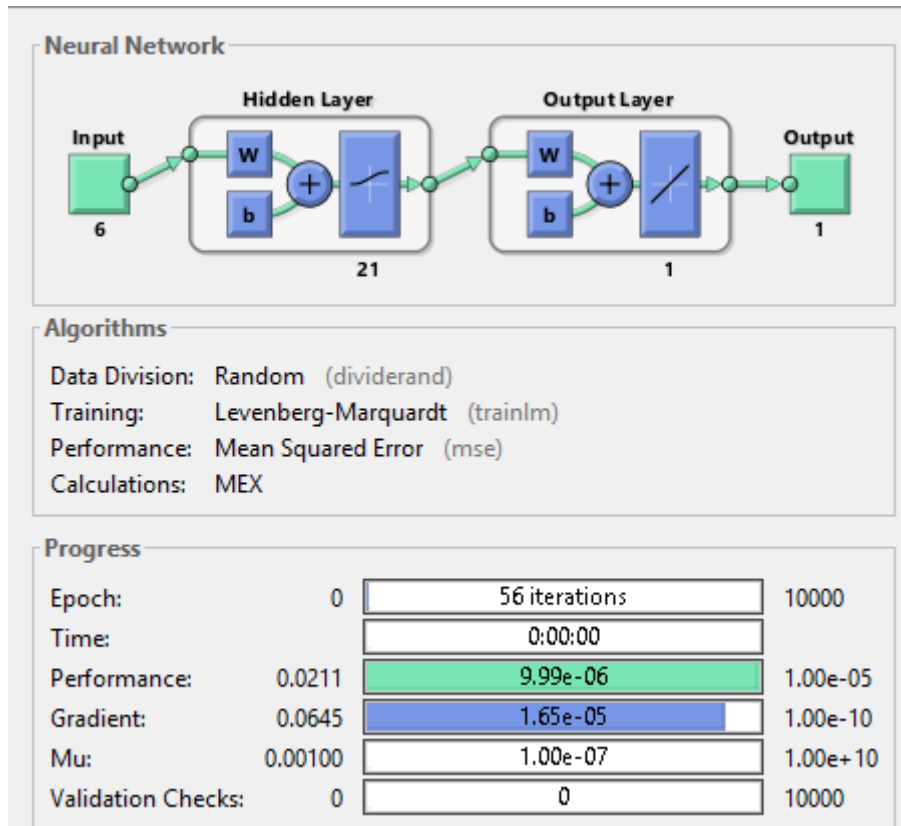 Neural Network
Hidden Layer
Output Layer
Input
Output
W
b
+
W
b
+
6
21
1
1
Algorithms
Data Division: Random (dividerand)
Training: Levenberg-Marquardt (trainlm)
Performance: Mean Squared Error (mse)
Calculations: MEX
Progress
Epoch: 0 56 iterations 10000
Time: 0:00:00
Performance: 0.0211 9.99e-06 1.00e-05
Gradient: 0.0645 1.65e-05 1.00e-10
Mu: 0.00100 1.00e-07 1.00e+10
Validation Checks: 0 0 10000